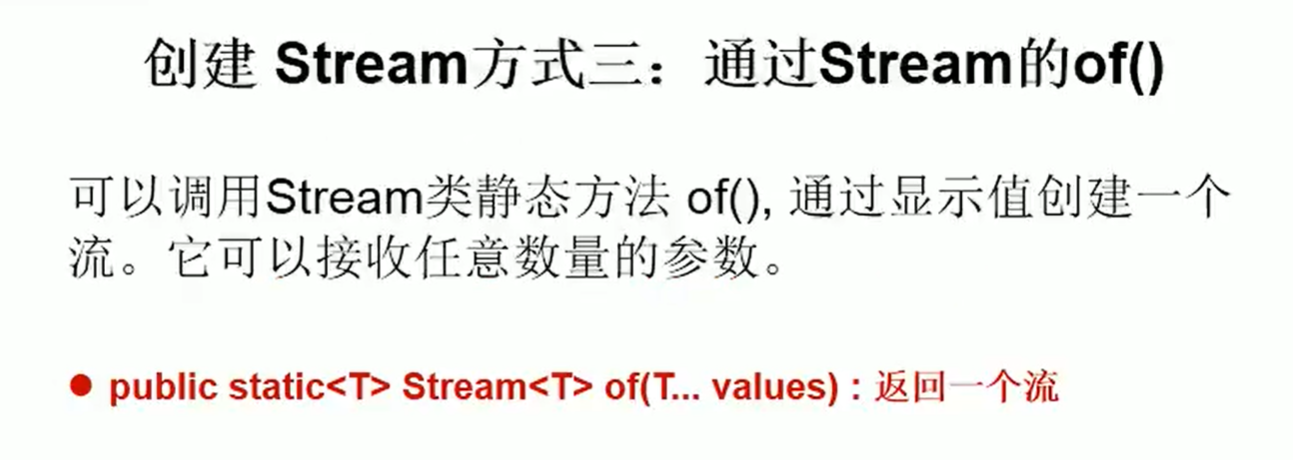 创建 Stream方式三：通过Stream的of()
可以调用Stream类静态方法 of(), 通过显示值创建一个
流。它可以接收任意数量的参数。
● public static<T> Stream<T> of(T... values) : 返回一个流